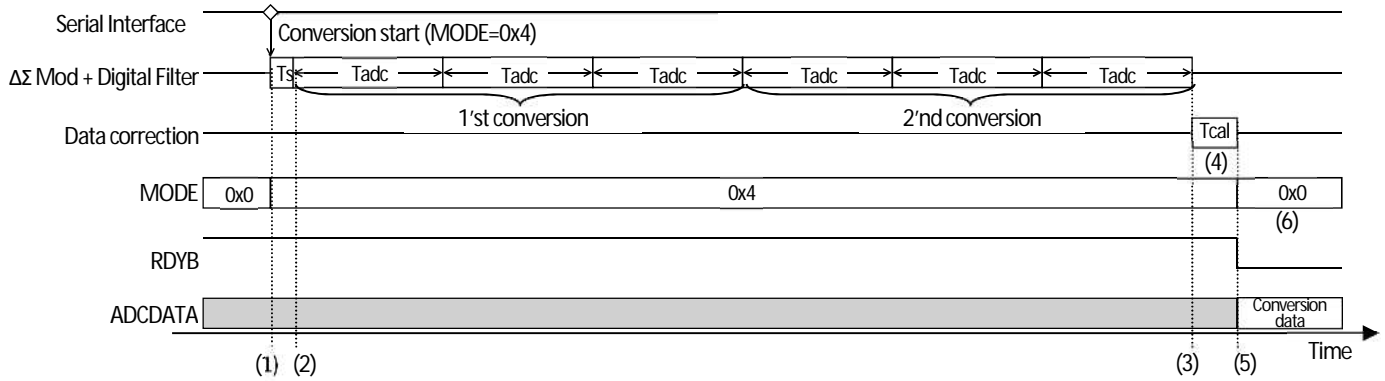 Serial Interface
Conversion start (MODE=0x4)
ΔΣ Mod + Digital Filter Ts Tadc Tadc Tadc Tadc Tadc Tadc
1'st conversion 2'nd conversion
Data correction Tcal
(4)
MODE 0x0 0x4 0x0
(6)
RDYB
ADCDATA Conversion
data
Time
(1) (2) (3) (5)